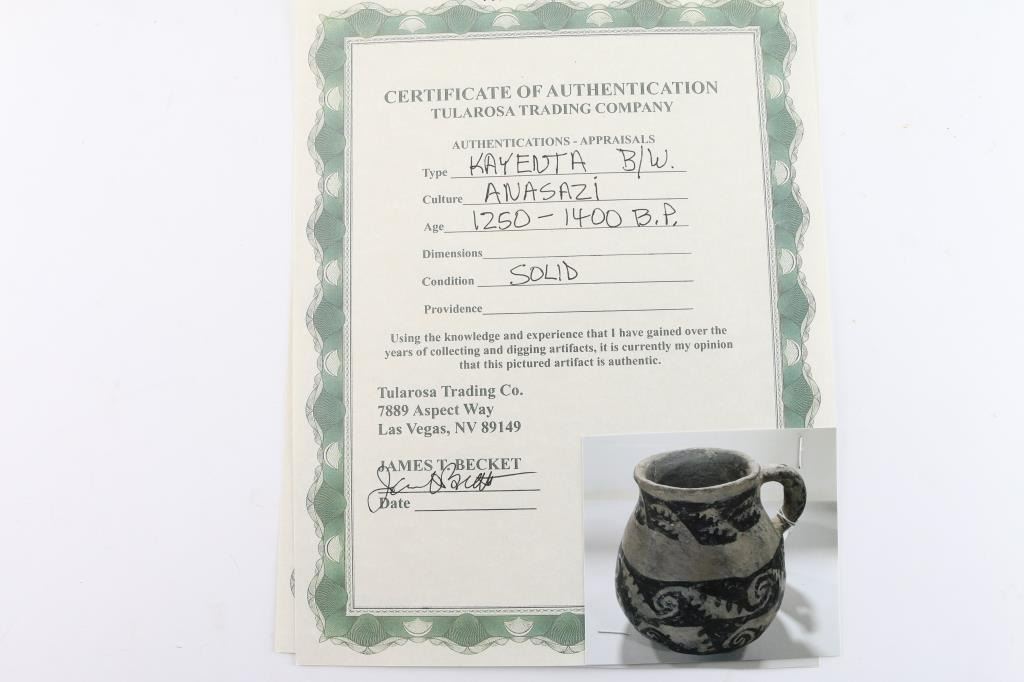 CERTIFICATE OF AUTHENTICATION
TULAROSA TRADING COMPANY
AUTHENTICATIONS - APPRAISALS
Type KAYENTA B/W.
Culture ANASAZI
Age 1250 - 1400 B.P.
Dimensions
Condition SOLID
Providence
Using the knowledge and experience that I have gained over the
years of collecting and digging artifacts, it is currently my opinion
that this pictured artifact is authentic.
Tularosa Trading Co.
7889 Aspect Way
Las Vegas, NV 89149
JAMES T. BECKET
Date